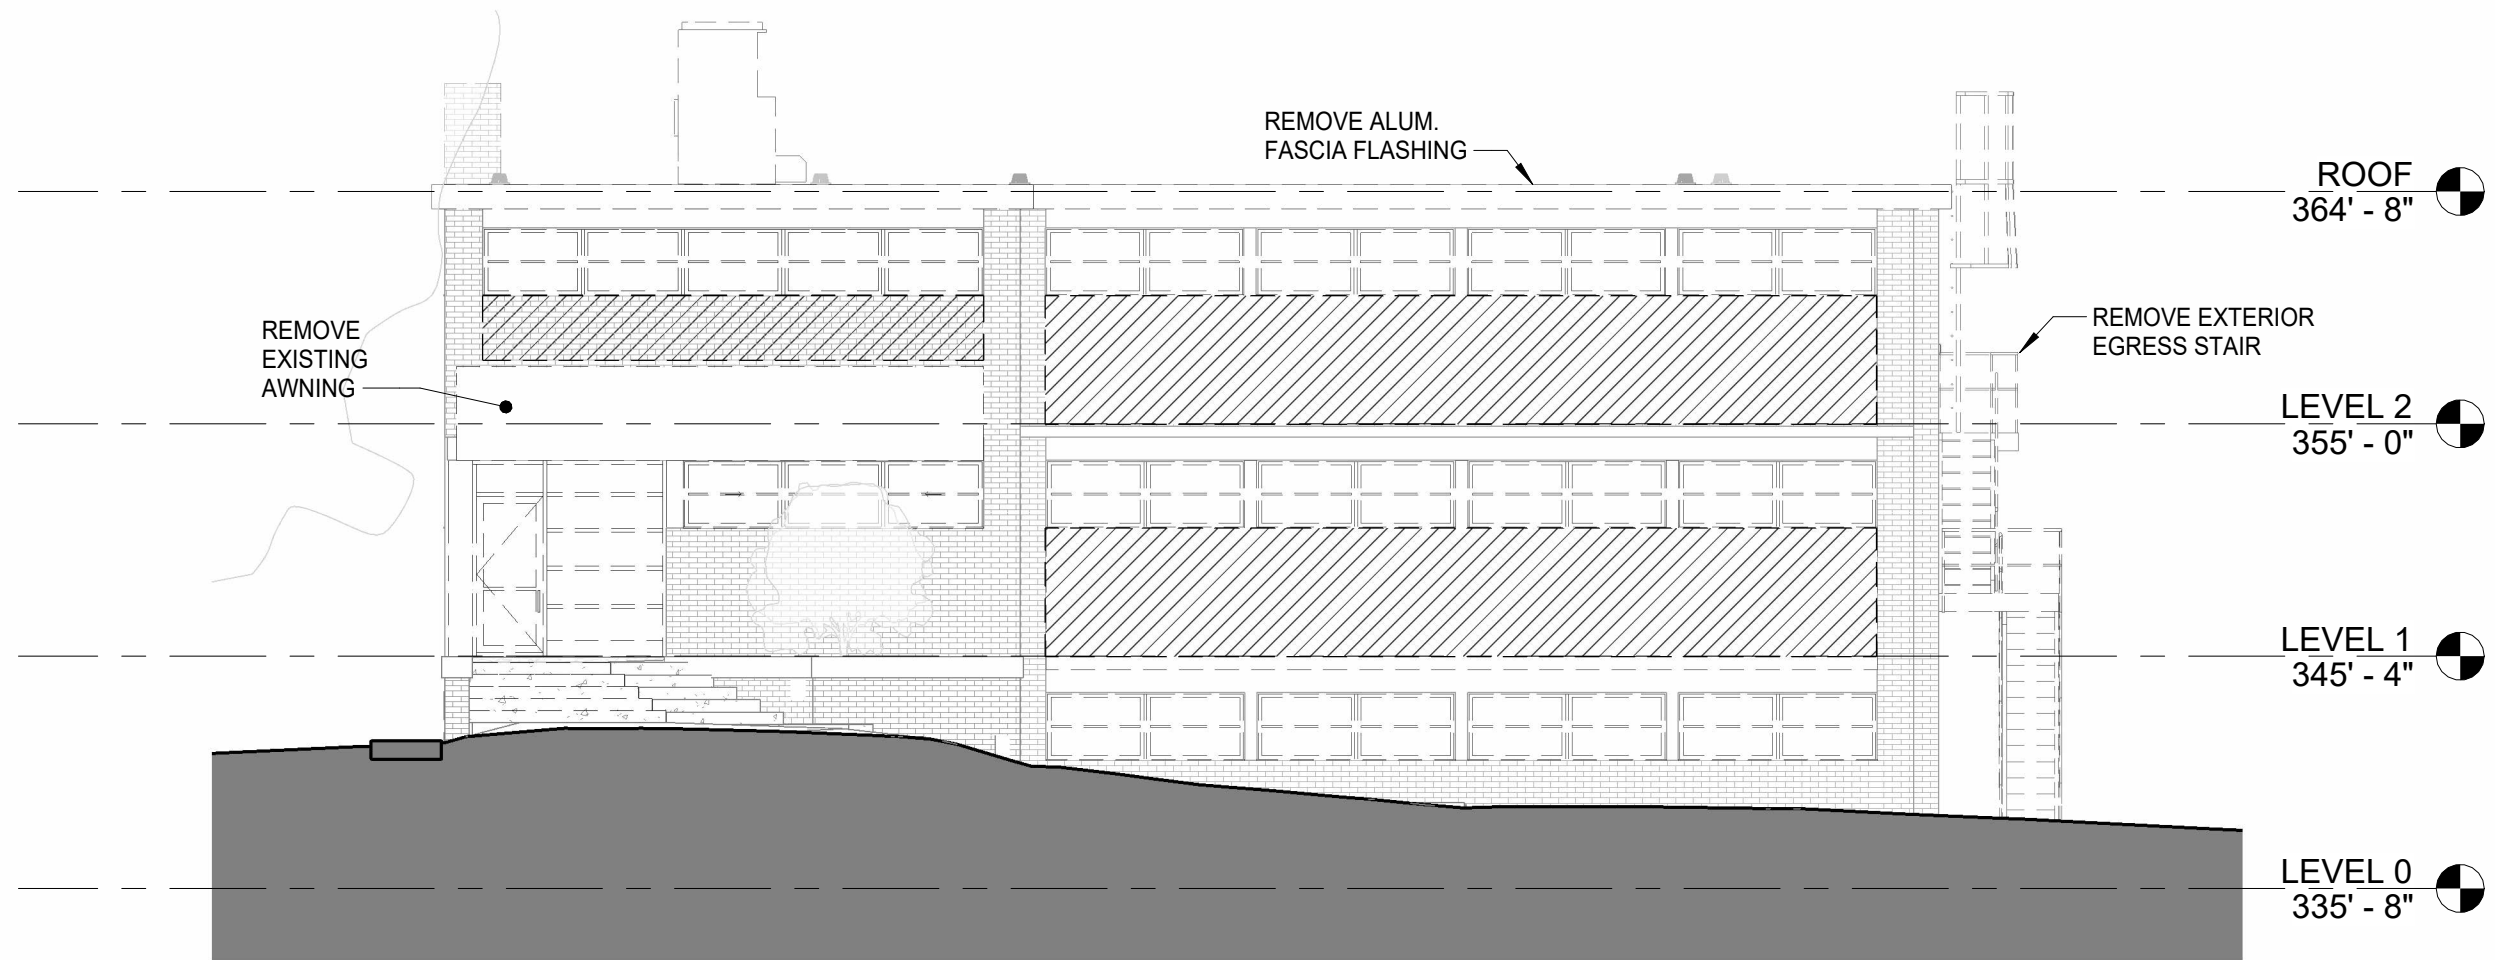 REMOVE ALUM.
FASCIA FLASHING
ROOF
364' - 8"
REMOVE
EXISTING
AWNING
REMOVE EXTERIOR
EGRESS STAIR
LEVEL 2
355' - 0"
LEVEL 1
345' - 4"
LEVEL 0
335' - 8"